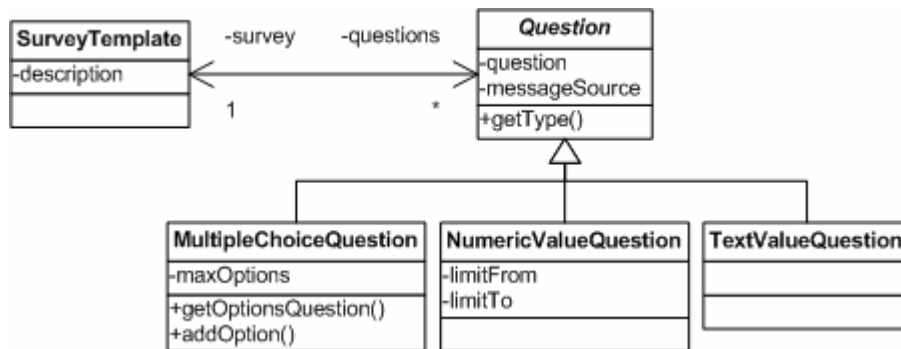 SurveyTemplate
-description
-survey
-questions
1
*
Question
-question
-messageSource
+getType()
MultipleChoiceQuestion
-maxOptions
+getOptionsQuestion()
+addOption()
NumericValueQuestion
-limitFrom
-limitTo
TextValueQuestion